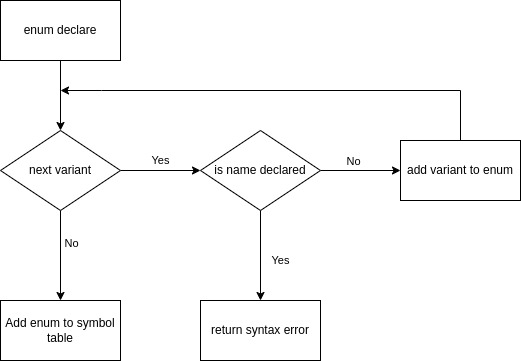 enum declare
next variant
Yes
is name declared
No
add variant to enum
No
Yes
Add enum to symbol
table
return syntax error